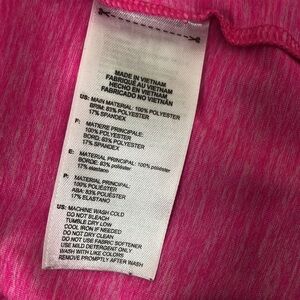 MADE IN VIETNAM
FABRIQUÉ AU VIETNAM
HECHO EN VIETNAM
FABRICADO NO VIETNÃN
US: MAIN MATERIAL: 100% POLYESTER
BRIM: 83% POLYESTER
17% SPANDEX
F: MATIERE PRINCIPALE:
100% POLYESTER
BORD: 83% POLYESTER
17% SPANDEX
E: MATERIAL PRINCIPAL: 100% poliéster
BORDE: 83% poliéster
17% elastano
P: MATERIAL PRINCIPAL:
100% POLIÉSTER
ABA: 83% POLIÉSTER
17% ELASTANO
US: MACHINE WASH COLD
DO NOT BLEACH
TUMBLE DRY LOW
COOL IRON IF NEEDED
DO NOT DRY CLEAN
DO NOT USE FABRIC SOFTENER
USE MILD DETERGENT ONLY
WASH WITH LIKE COLORS
REMOVE PROMPTLY AFTER WASH